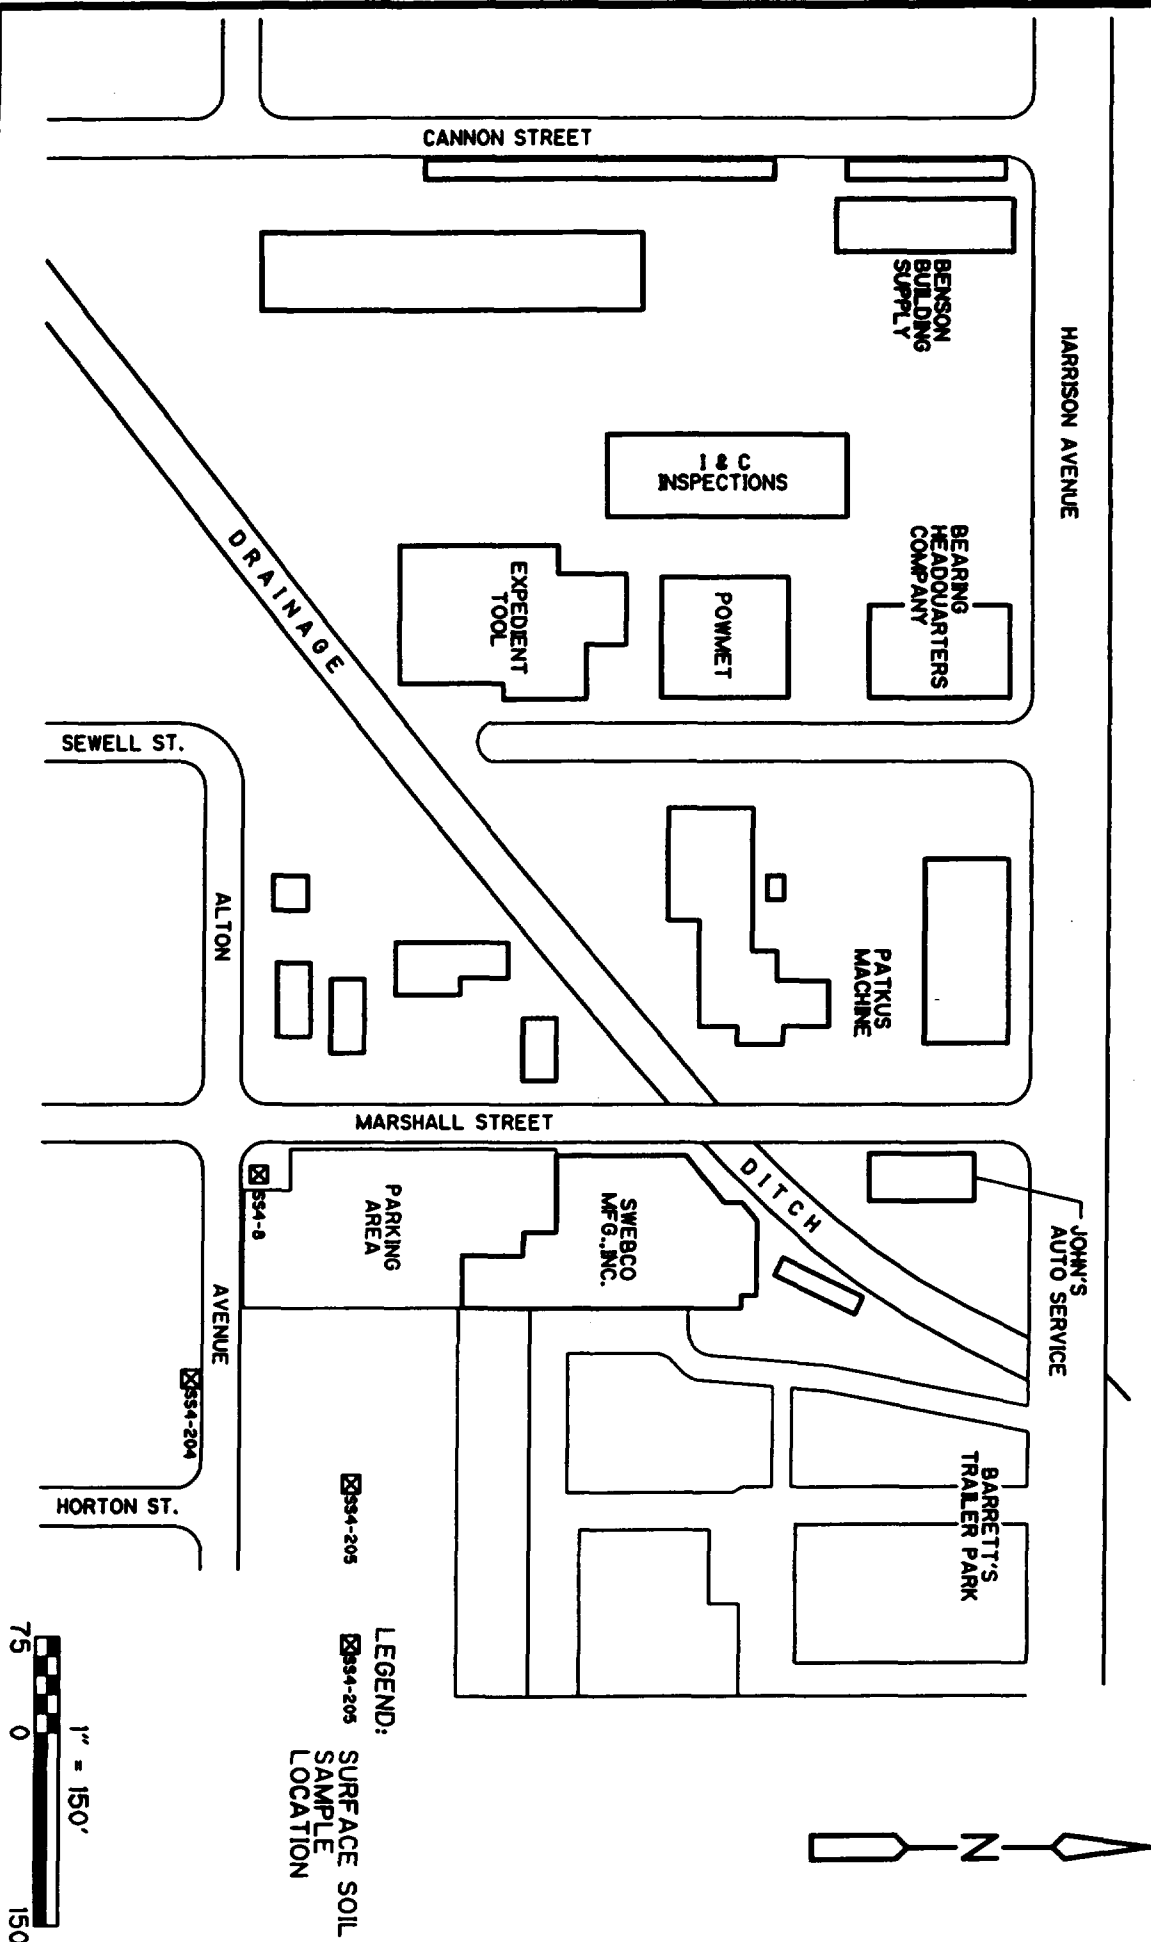 CANNON STREET
BENSON
BUILDING
SUPPLY
HARRISON AVENUE
I & C
INSPECTIONS
BEARING
HEADQUARTERS
COMPANY
EXPEDIENT
TOOL
POWMET
DRAINAGE
SEWELL ST.
ALTON
PATKUS
MACHINE
MARSHALL STREET
DITCH
JOHN'S
AUTO SERVICE
SWEBCO
MFG., INC.
PARKING
AREA
SS4-8
AVENUE
SS4-204
HORTON ST.
SS4-205
BARRETT'S
TRAILER PARK
LEGEND:
SS4-205
SURFACE SOIL
SAMPLE
LOCATION
N
1" = 150'
75 0 150